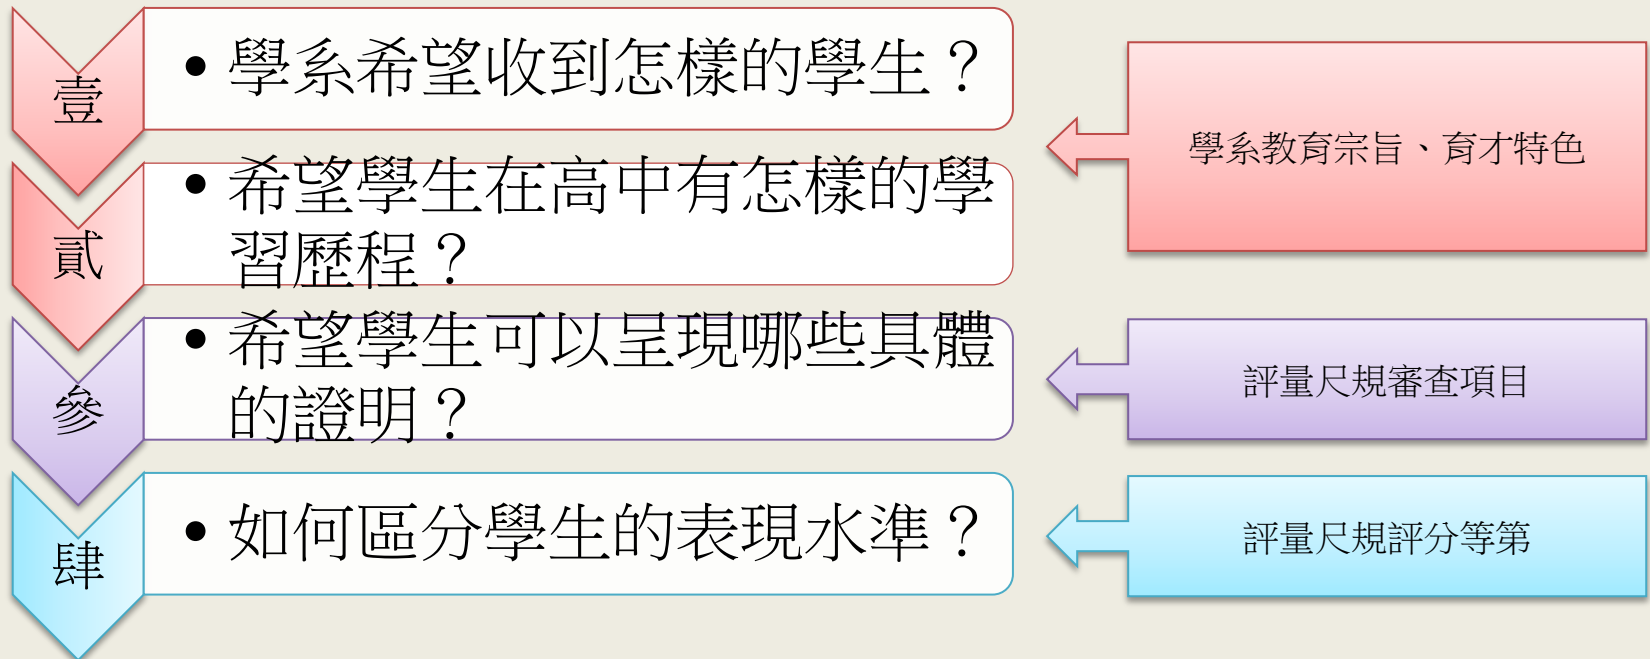 壹
• 學系希望收到怎樣的學生？
學系教育宗旨、育才特色
貳
• 希望學生在高中有怎樣的學
習歷程？
參
• 希望學生可以呈現哪些具體
的證明？
評量尺規審查項目
肆
• 如何區分學生的表現水準？
評量尺規評分等第